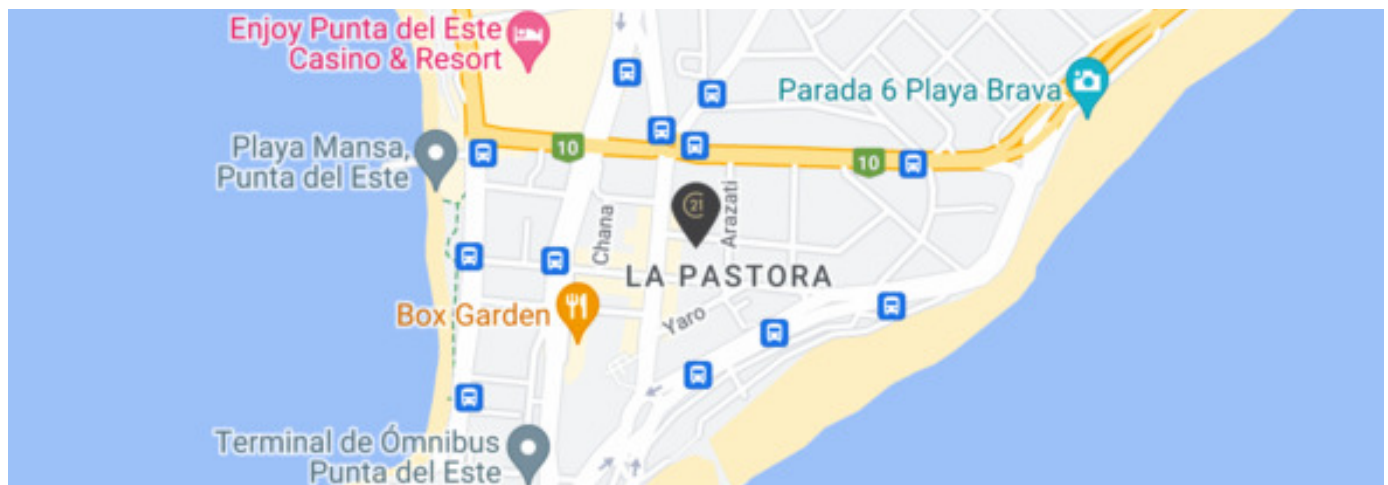 Enjoy Punta del Este
Casino & Resort
Parada 6 Playa Brava
10
10
Playa Mansa,
Punta del Este
21
Chana
Arazati
LA PASTORA
Box Garden
Yaro
Terminal de Ómnibus
Punta del Este